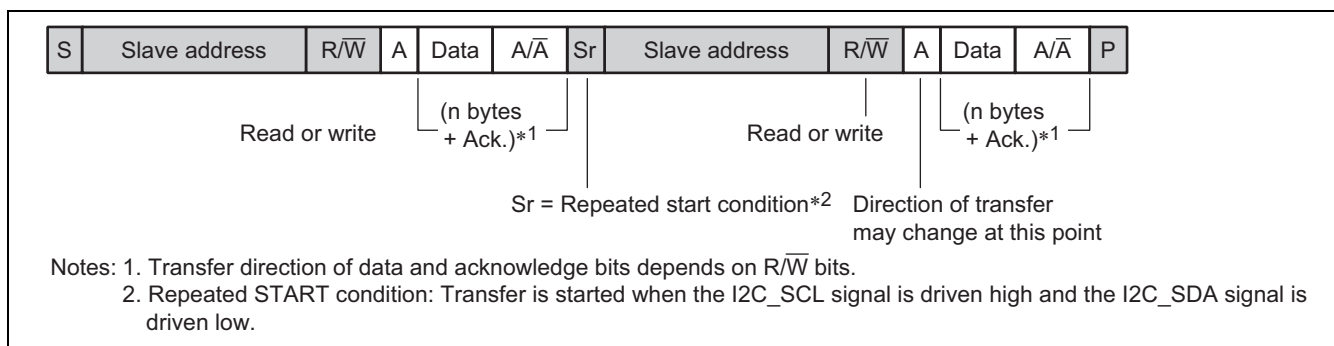 S Slave address R/W̅ A Data A/A̅ Sr Slave address R/W̅ A Data A/A̅ P
Read or write
(n bytes
+ Ack.)*1
Read or write
(n bytes
+ Ack.)*1
Sr = Repeated start condition*2
Direction of transfer
may change at this point
Notes: 1. Transfer direction of data and acknowledge bits depends on R/W̅ bits.
2. Repeated START condition: Transfer is started when the I2C_SCL signal is driven high and the I2C_SDA signal is
driven low.